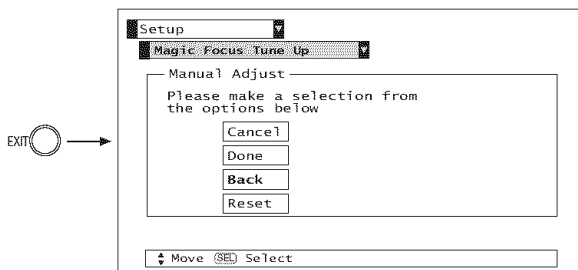 Setup
Magic Focus Tune Up
Manual Adjust
Please make a selection from
the options below
Cancel
EXIT
Done
Back
Reset
Move SEL Select